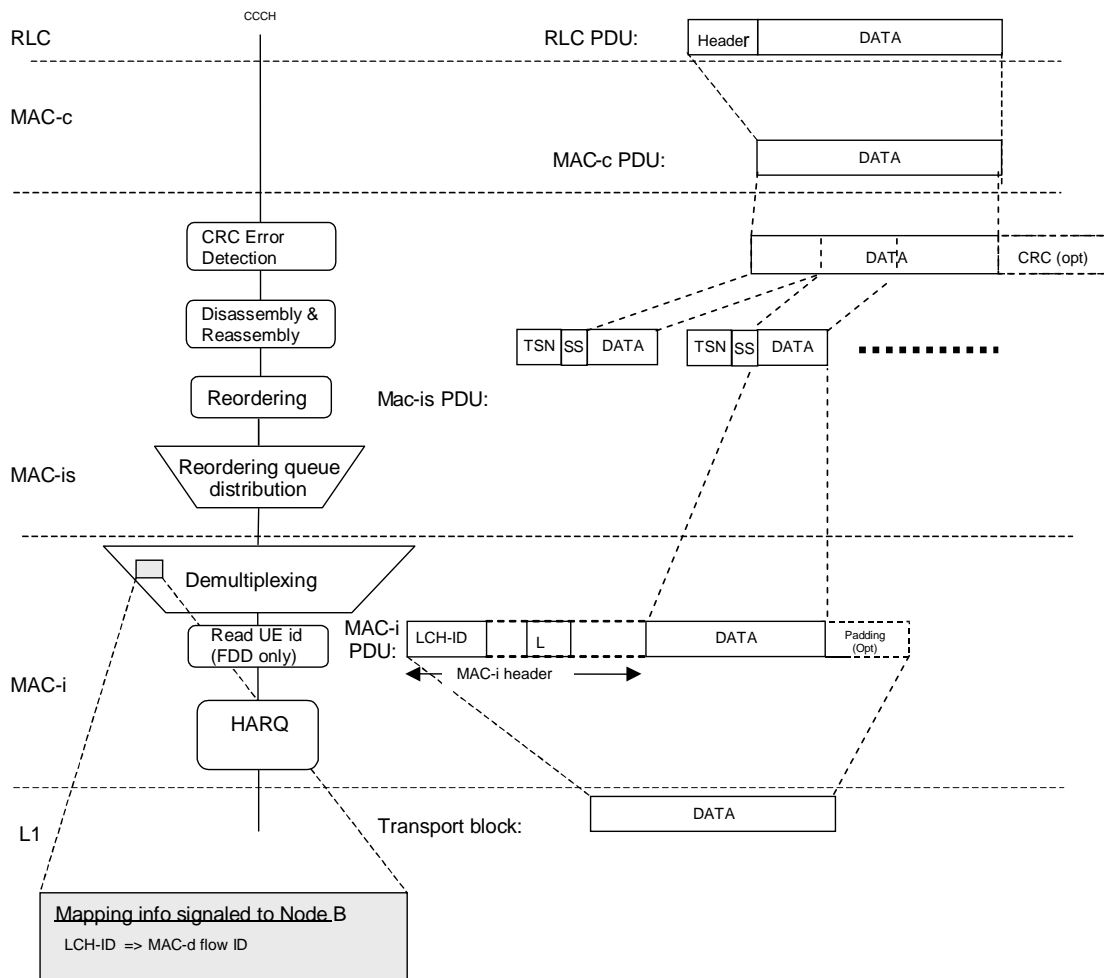 CCCH
RLC
RLC PDU:
Header
DATA
MAC-c
MAC-c PDU:
DATA
CRC Error
Detection
DATA
CRC (opt)
Disassembly &
Reassembly
TSN
SS
DATA
TSN
SS
DATA
Reordering
Mac-is PDU:
MAC-is
Reordering queue
distribution
Demultiplexing
Read UE id
(FDD only)
MAC-i
PDU:
LCH-ID
L
DATA
Padding
(Opt)
MAC-i header
MAC-i
HARQ
L1
Transport block:
DATA
Mapping info signaled to Node B
LCH-ID => MAC-d flow ID